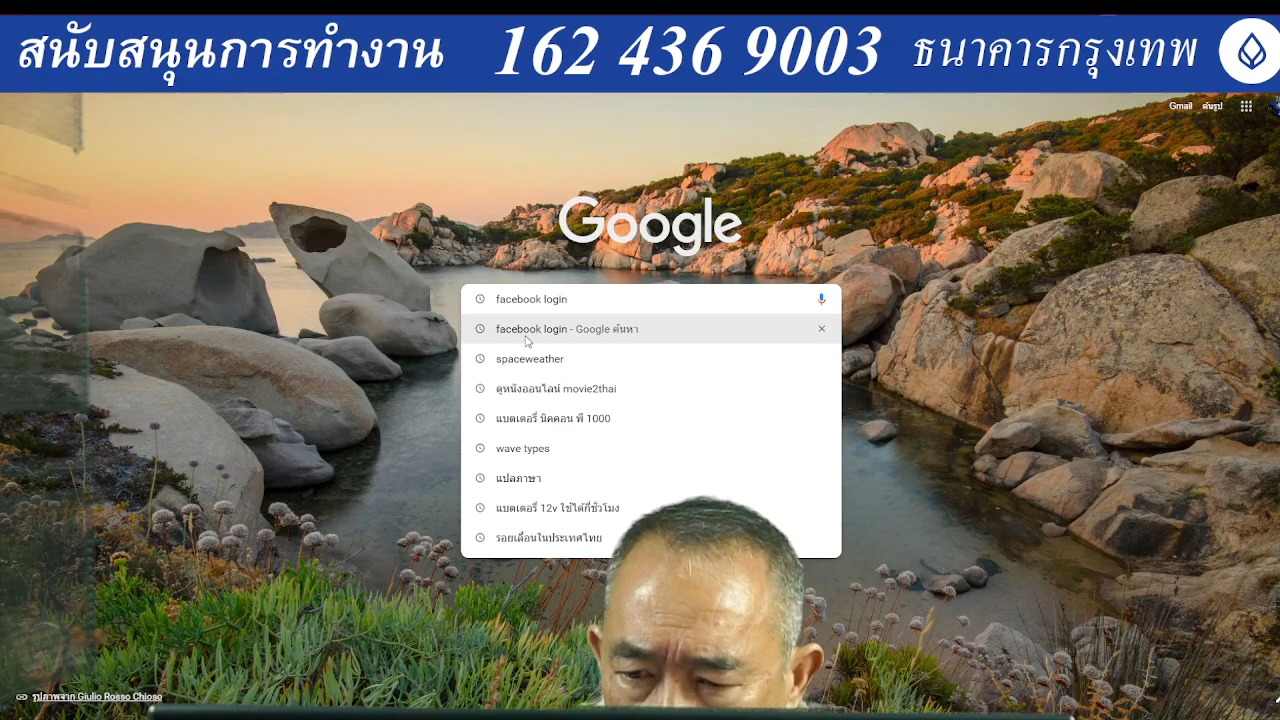 สนับสนุนการทำงาน 162 436 9003 ธนาคารกรุงเทพ
Gmail ค้นรูป
Google
facebook login
facebook login - Google ค้นหา
spaceweather
ดูหนังออนไลน์ movie2thai
แบตเตอรี่ นิคคอน พี 1000
wave types
แปลภาษา
แบตเตอรี่ 12v ใช้ได้กี่ชั่วโมง
รอยเลื่อนในประเทศไทย
รูปภาพจาก Giulio Rosso Chioso